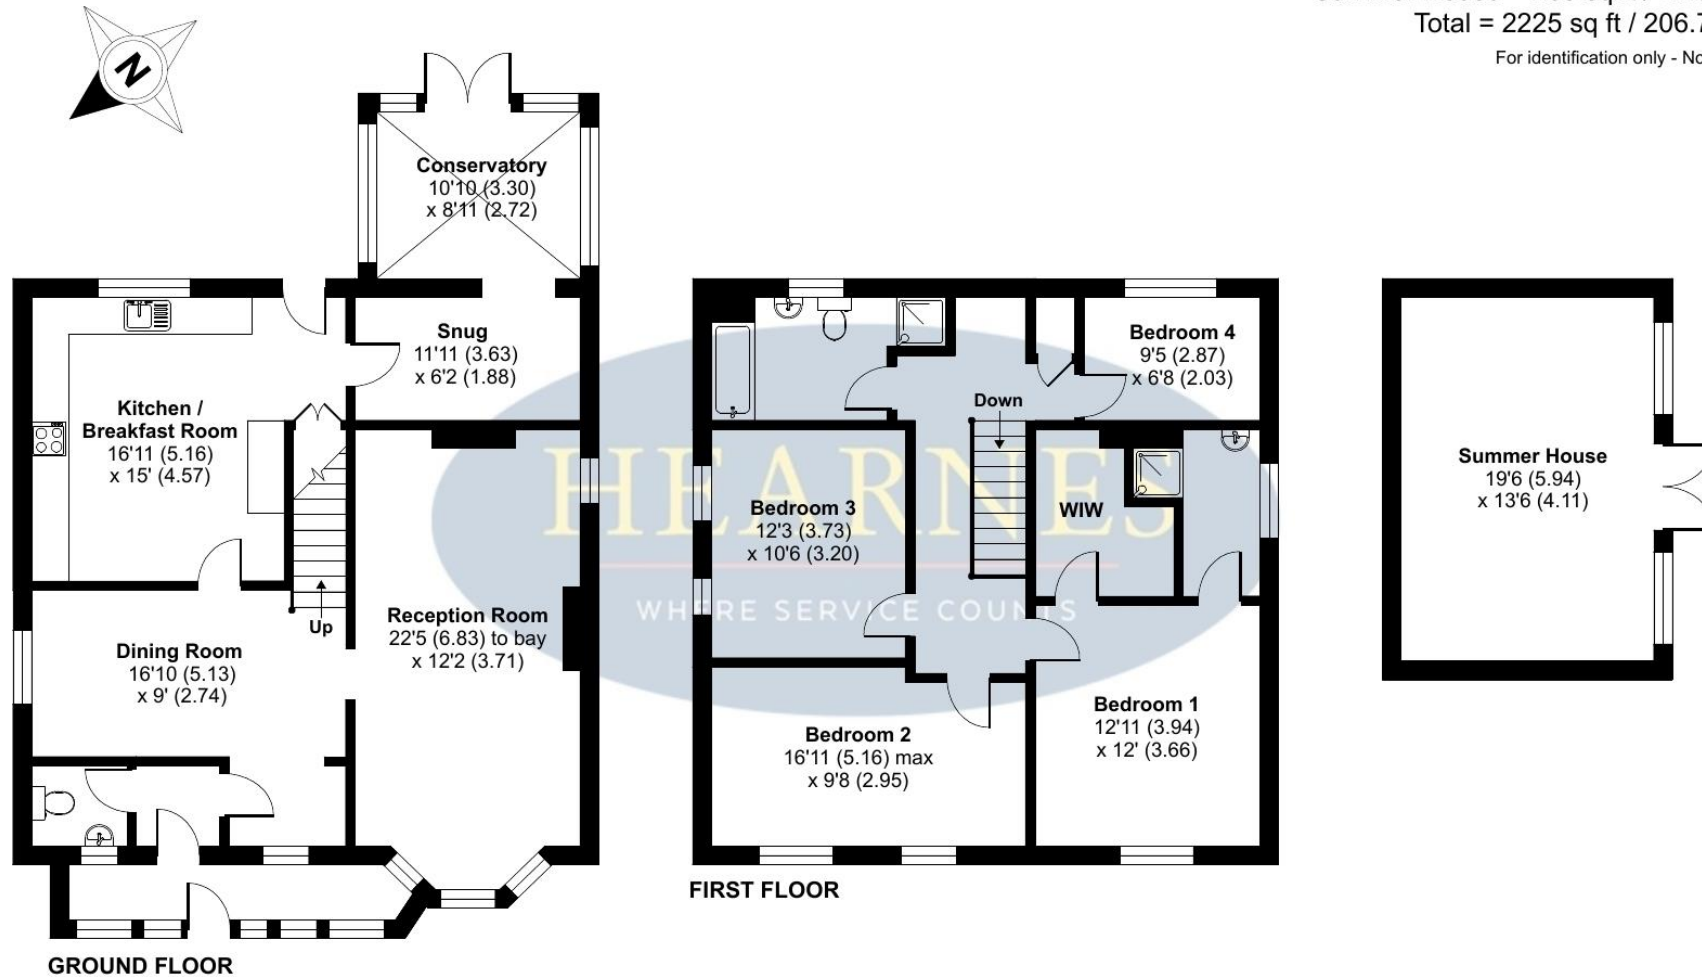 Total = 2225 sq ft / 206.7
For identification only - No
N
Conservatory
10'10 (3.30)
x 8'11 (2.72)
Snug
11'11 (3.63)
x 6'2 (1.88)
Kitchen /
Breakfast Room
16'11 (5.16)
x 15' (4.57)
Up
Reception Room
22'5 (6.83) to bay
x 12'2 (3.71)
Dining Room
16'10 (5.13)
x 9' (2.74)
GROUND FLOOR
Bedroom 4
9'5 (2.87)
x 6'8 (2.03)
Down
HEARNES
WHERE SERVICE COUNTS
WIW
Bedroom 3
12'3 (3.73)
x 10'6 (3.20)
Bedroom 1
12'11 (3.94)
x 12' (3.66)
Bedroom 2
16'11 (5.16) max
x 9'8 (2.95)
FIRST FLOOR
Summer House
19'6 (5.94)
x 13'6 (4.11)